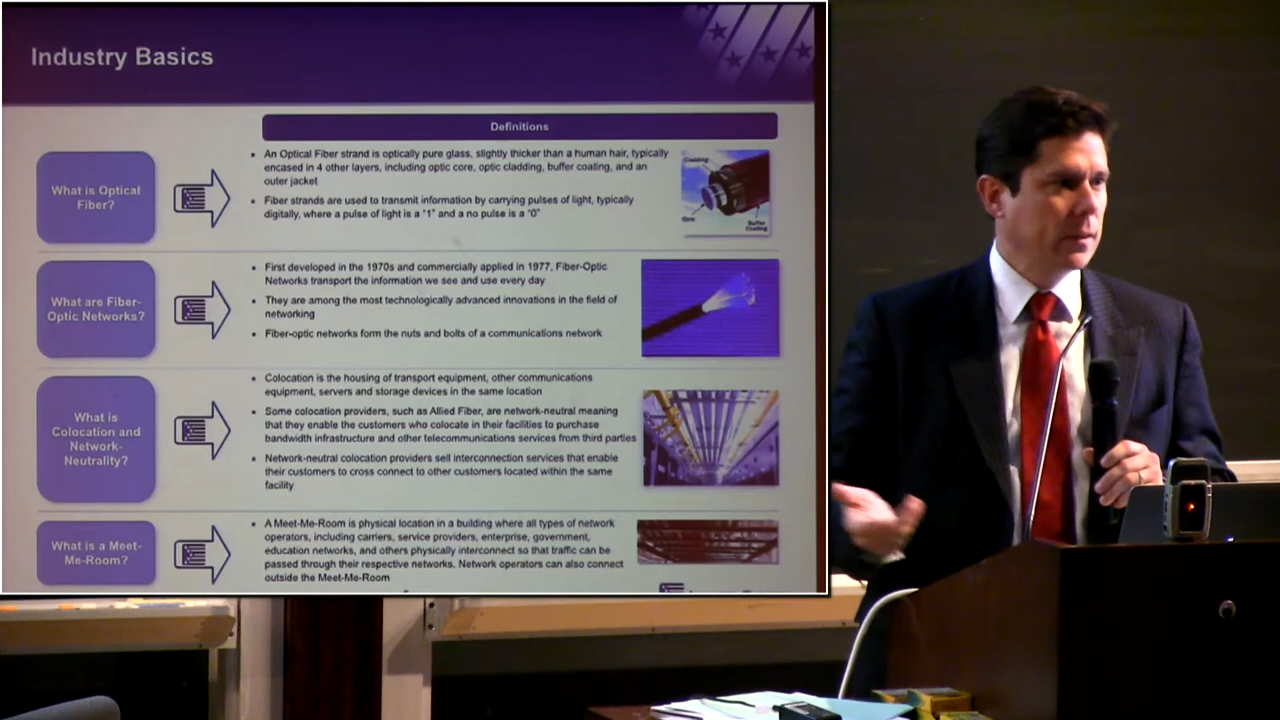 Industry Basics
Definitions
What is Optical
Fiber?
▪ An Optical Fiber strand is optically pure glass, slightly thicker than a human hair, typically
encased in 4 other layers, including optic core, optic cladding, buffer coating, and an
outer jacket
▪ Fiber strands are used to transmit information by carrying pulses of light, typically
digitally, where a pulse of light is a "1" and a no pulse is a "0"
Cladding
Core
Buffer
Coating
What are Fiber-
Optic Networks?
▪ First developed in the 1970s and commercially applied in 1977, Fiber-Optic
Networks transport the information we see and use every day
▪ They are among the most technologically advanced innovations in the field of
networking
▪ Fiber-optic networks form the nuts and bolts of a communications network
What is
Colocation and
Network-
Neutrality?
▪ Colocation is the housing of transport equipment, other communications
equipment, servers and storage devices in the same location
▪ Some colocation providers, such as Allied Fiber, are network-neutral meaning
that they enable the customers who colocate in their facilities to purchase
bandwidth infrastructure and other telecommunications services from third parties
▪ Network-neutral colocation providers sell interconnection services that enable
their customers to cross connect to other customers located within the same
facility
What is a Meet-
Me-Room?
▪ A Meet-Me-Room is physical location in a building where all types of network
operators, including carriers, service providers, enterprise, government,
education networks, and others physically interconnect so that traffic can be
passed through their respective networks. Network operators can also connect
outside the Meet-Me-Room